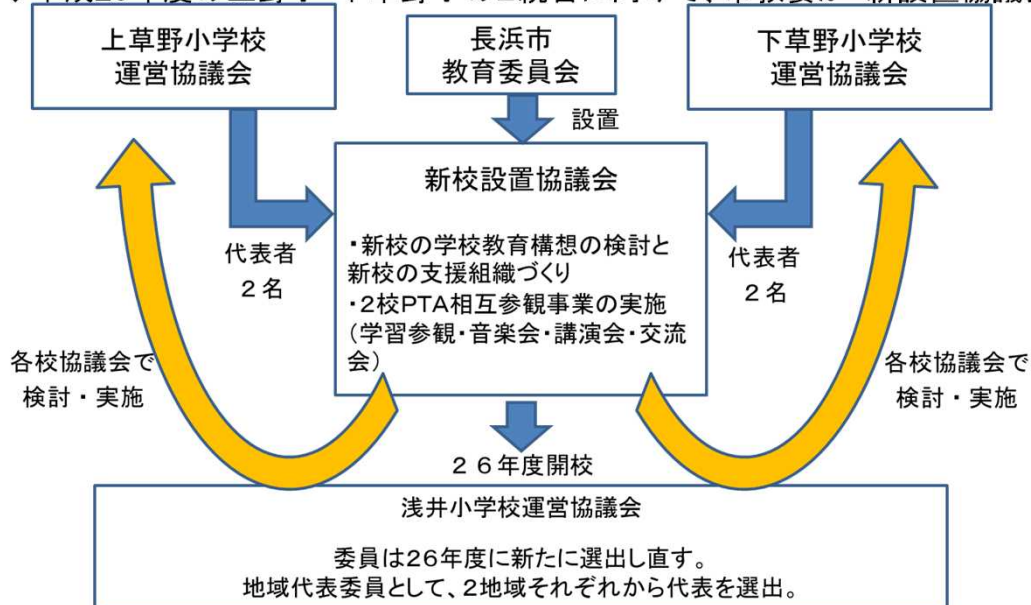 上草野小学校
運営協議会
長浜市
教育委員会
下草野小学校
運営協議会
設置
新校設置協議会
・新校の学校教育構想の検討と
新校の支援組織づくり
・2校PTA相互参観事業の実施
(学習参観・音楽会・講演会・交流
会)
代表者
2名
代表者
2名
各校協議会で
検討・実施
各校協議会で
検討・実施
26年度開校
浅井小学校運営協議会
委員は26年度に新たに選出し直す。
地域代表委員として、2地域それぞれから代表を選出。